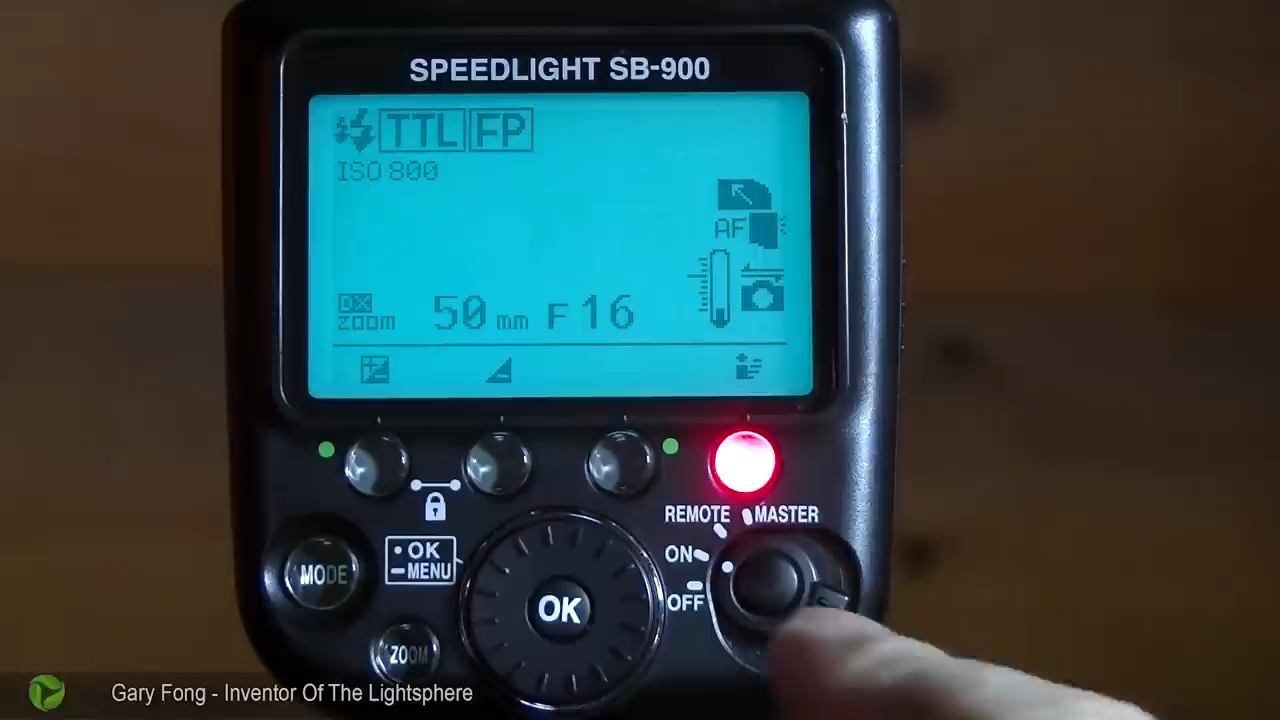 SPEEDLIGHT SB-900
TTL FP
ISO 800
AF
DX
zoom 50 mm F 16
REMOTE MASTER
• OK
– MENU
ON
MODE
OK
OFF
ZOOM
Gary Fong - Inventor Of The Lightsphere